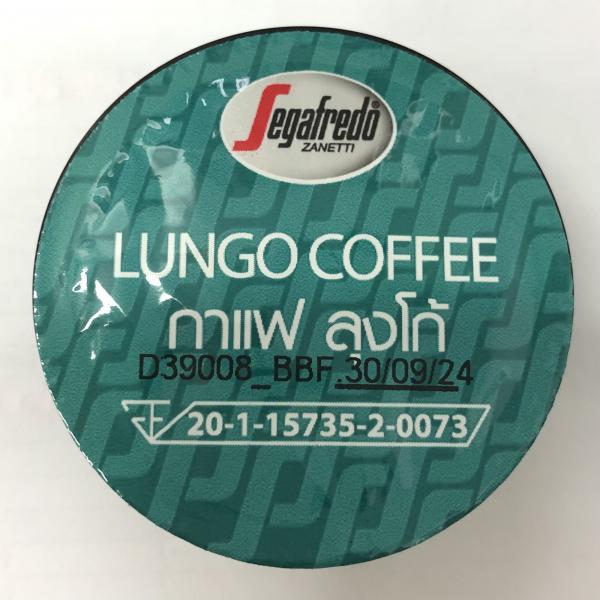 Segafredo®
ZANETTI
LUNGO COFFEE
กาแฟ ลุงโก้
D39008_BBF.30/09/24
20-1-15735-2-0073